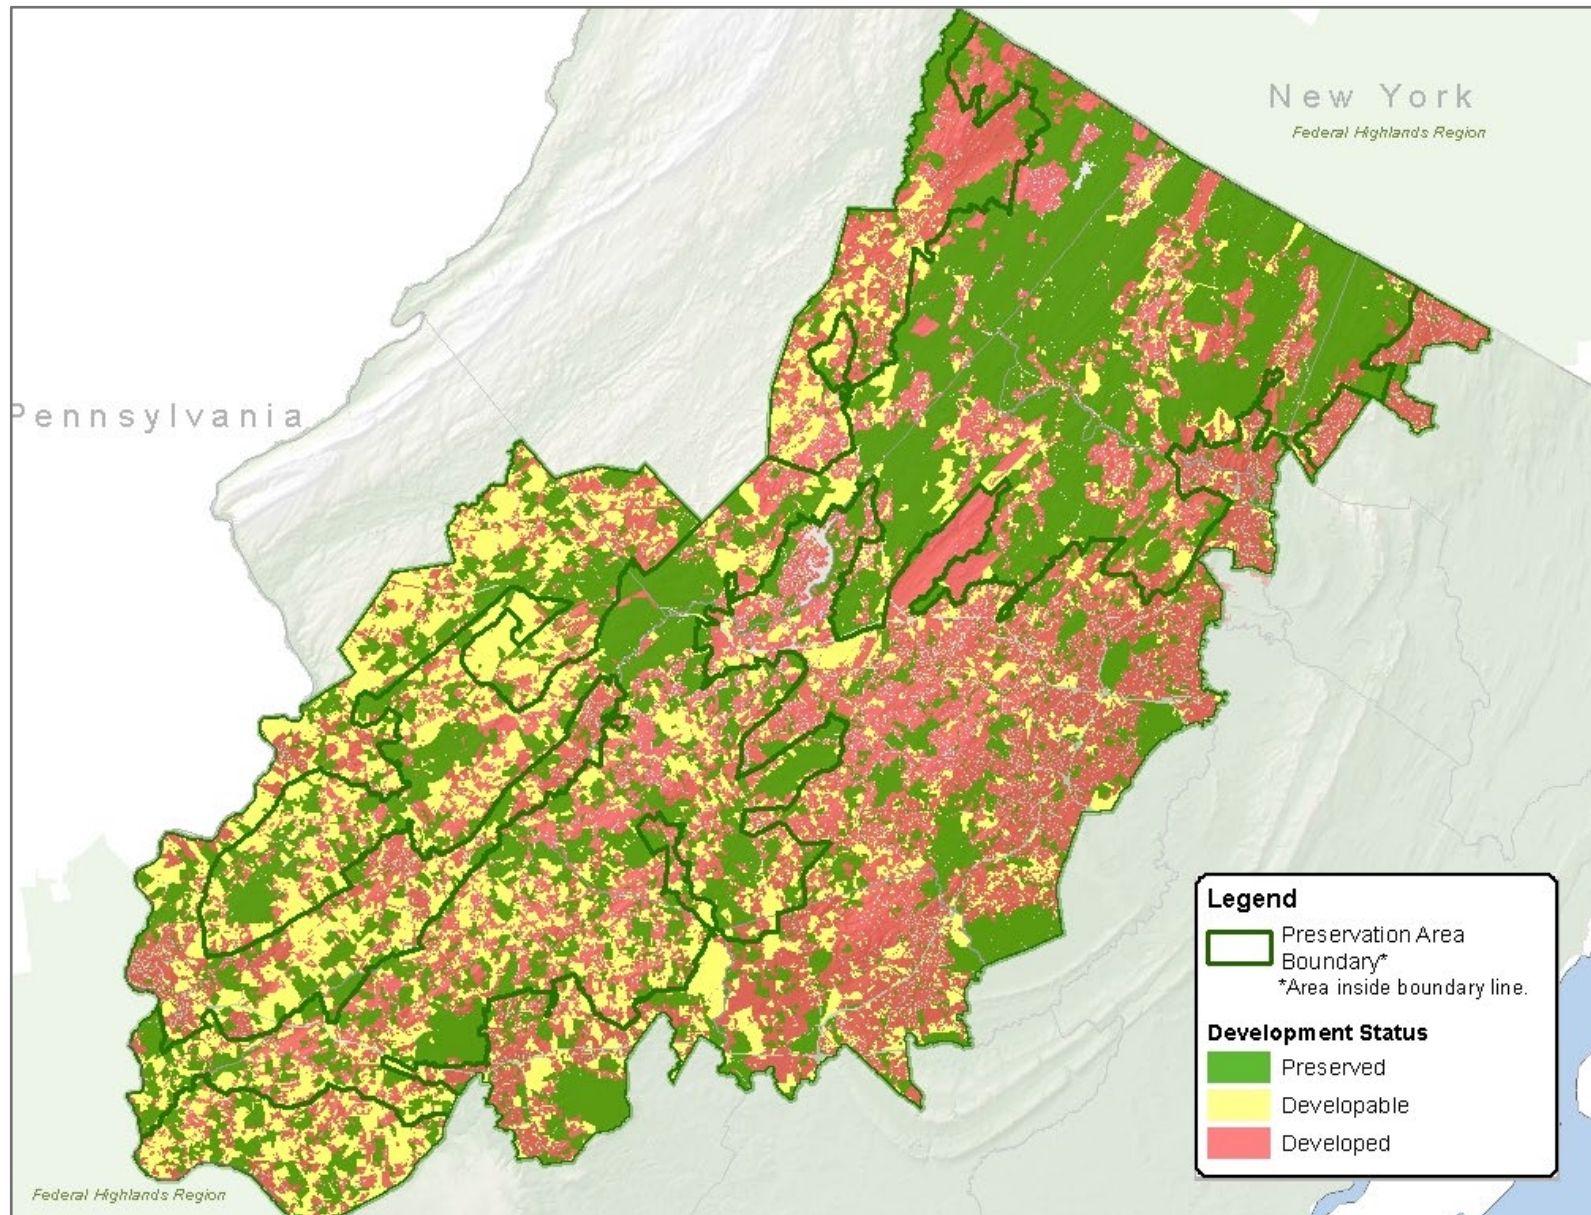 New York
Federal Highlands Region
Pennsylvania
Legend
Preservation Area
Boundary*
*Area inside boundary line.
Development Status
Preserved
Developable
Developed
Federal Highlands Region